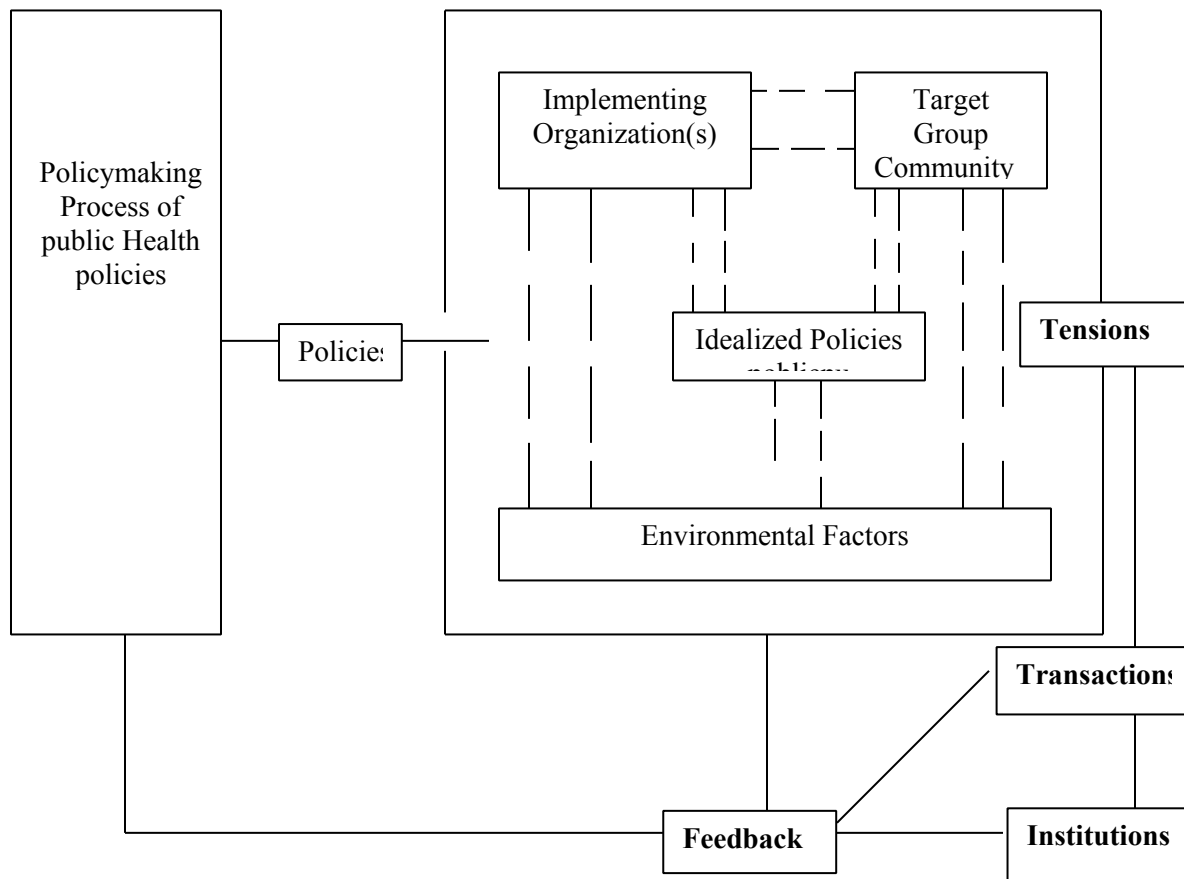 Implementing
Organization(s)
Target
Group
Community
Policymaking
Process of
public Health
policies
Policies
Idealized Policies
Tensions
Environmental Factors
Transactions
Feedback
Institutions